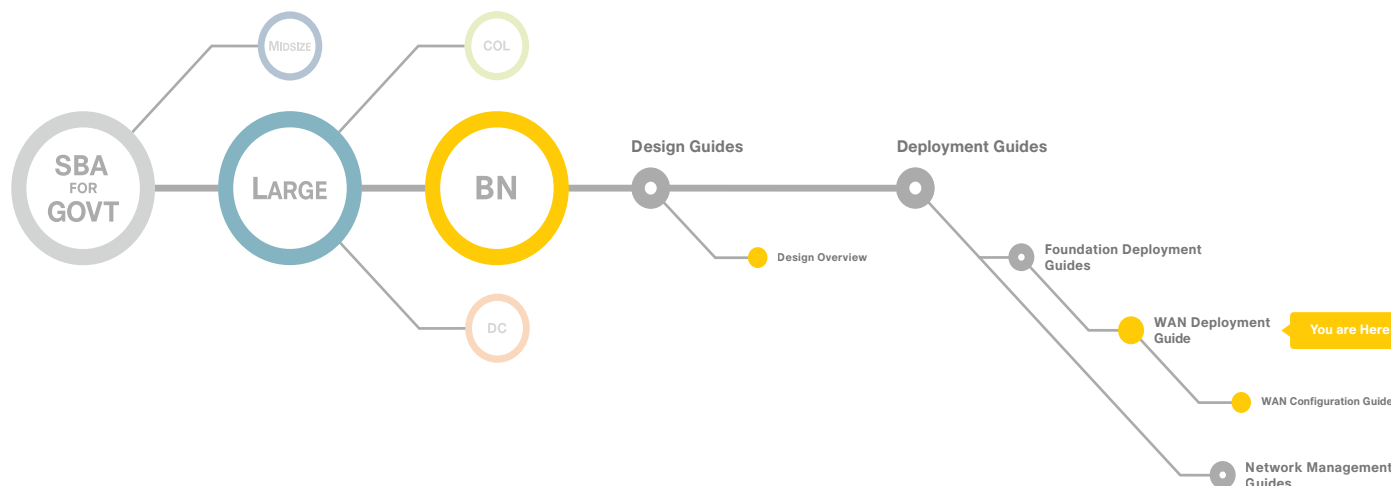 MIDSIZE
COL
SBA
FOR
GOVT
LARGE
BN
Design Guides
Deployment Guides
Design Overview
Foundation Deployment
Guides
DC
WAN Deployment
Guide
You are Here
WAN Configuration Guide
Network Management
Guides